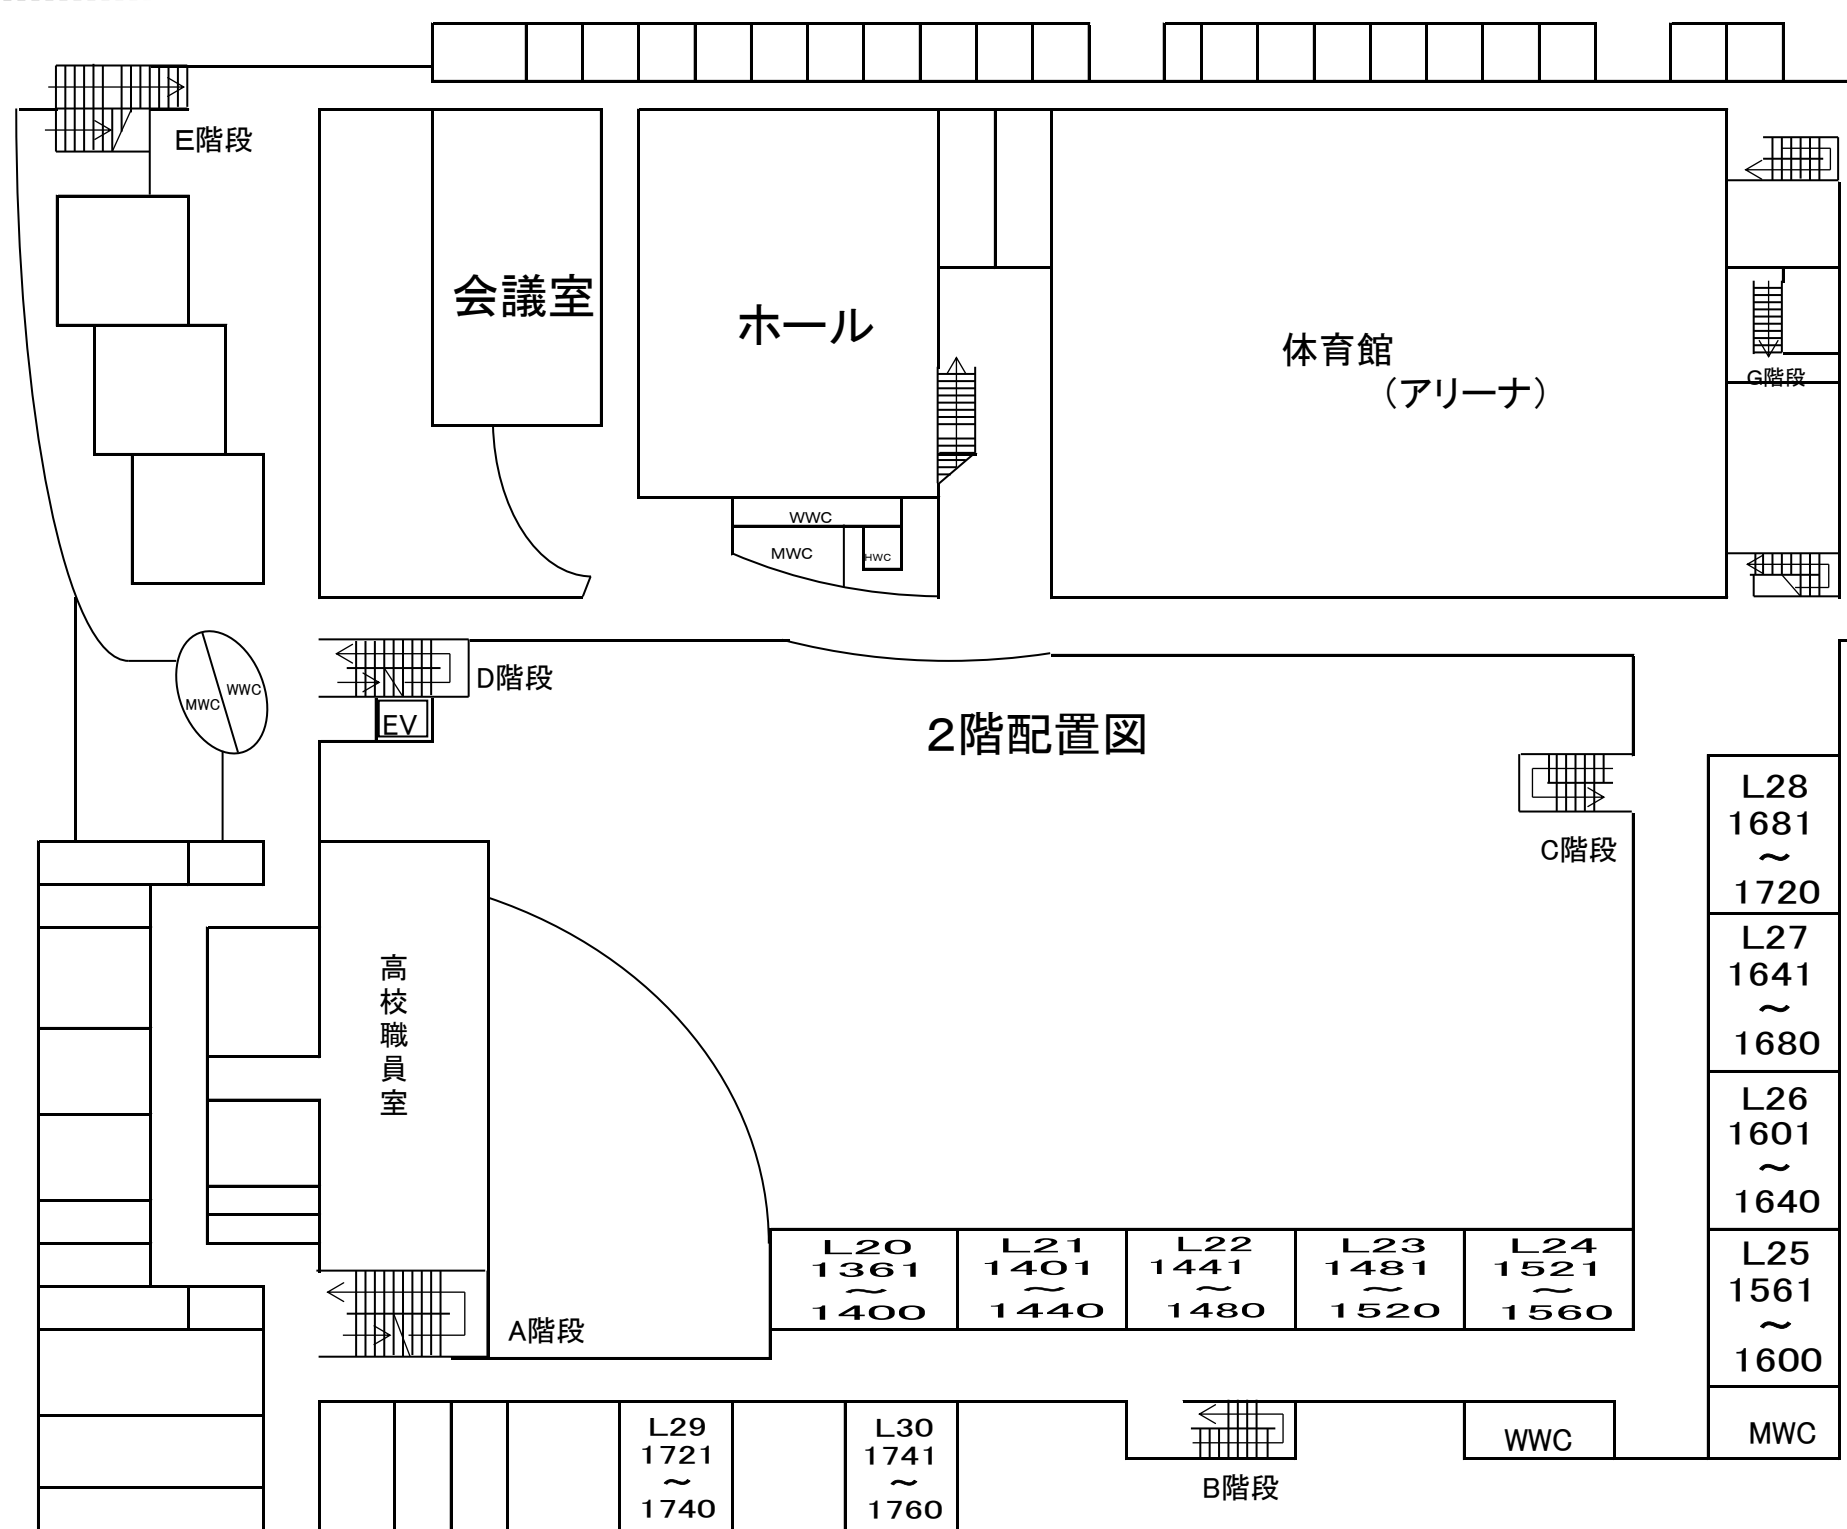 E階段
会議室
ホール
体育館
（アリーナ）
G階段
WWC
MWC
HWC
D階段
EV
MWC
WWC
2階配置図
C階段
L28
1681
～
1720
L27
1641
～
1680
L26
1601
～
1640
L25
1561
～
1600
高校職員室
L20
1361
～
1400
L21
1401
～
1440
L22
1441
～
1480
L23
1481
～
1520
L24
1521
～
1560
A階段
L29
1721
～
1740
L30
1741
～
1760
B階段
WWC
MWC